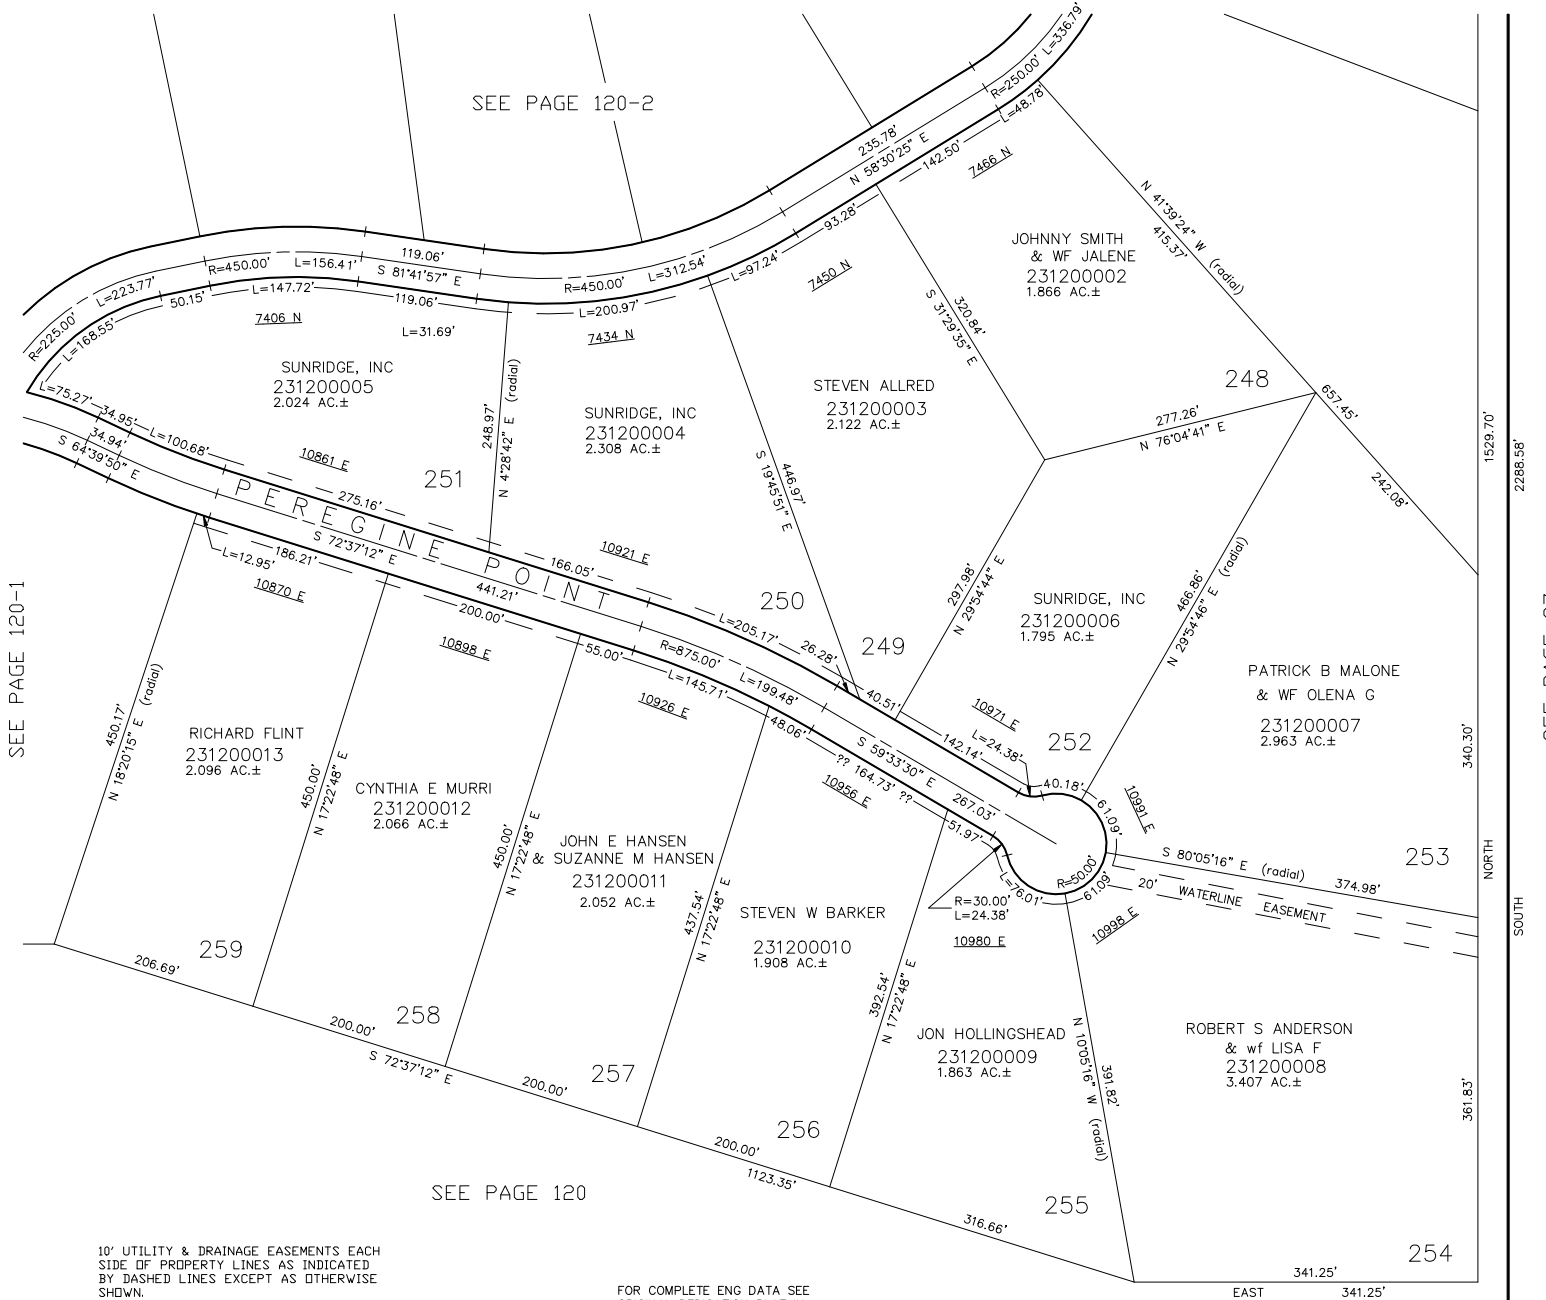 SEE PAGE 120-2
L=336.79'
R=250.00'
L=48.78'
235.78'
N 58°30'25" E
142.50'
7466 N
93.28'
N 41°39'24" W (radial)
415.37'
JOHNNY SMITH
& WF JALENE
231200002
1.866 AC.±
119.06'
R=450.00'
L=156.41'
S 81°41'57" E
L=223.77'
50.15'
L=147.72'
119.06'
R=450.00'
L=312.54'
L=97.24'
L=200.97'
7450 N
R=225.00'
L=168.55'
7406 N
L=31.69'
7434 N
320.84'
S 31°29'35" E
SUNRIDGE, INC
231200005
2.024 AC.±
STEVEN ALLRED
231200003
2.122 AC.±
248
657.45'
L=75.27'
34.95'
L=100.68'
34.94'
S 64°39'50" E
248.97'
N 4°28'42" E (radial)
SUNRIDGE, INC
231200004
2.308 AC.±
277.26'
N 76°04'41" E
1529.70'
2288.58'
10861 E
251
446.97'
S 19°45'51" E
242.08'
275.16'
PEREGINE POINT
S 72°37'12" E
10921 E
166.05'
186.21'
L=12.95'
10870 E
441.21'
200.00'
10898 E
250
249
297.98'
N 29°54'44" E
466.86'
N 29°54'46" E (radial)
SUNRIDGE, INC
231200006
1.795 AC.±
SEE PAGE 120-1
L=205.17'
26.28'
R=875.00'
55.00'
L=145.71'
L=199.48'
10926 E
40.51'
48.06'
10971 E
L=24.38'
142.14'
252
PATRICK B MALONE
& WF OLENA G
231200007
2.963 AC.±
340.30'
450.17'
N 18°20'15" E (radial)
RICHARD FLINT
231200013
2.096 AC.±
S 59°33'30" E
?? 164.73' ??
10956 E
267.03'
40.18'
61.09'
10991 E
450.00'
N 17°22'48" E
CYNTHIA E MURRI
231200012
2.066 AC.±
450.00'
N 17°22'48" E
JOHN E HANSEN
& SUZANNE M HANSEN
231200011
2.052 AC.±
51.97'
L=76.01'
R=50.00'
61.09'
S 80°05'16" E (radial)
374.98'
20' WATERLINE EASEMENT
253
NORTH
SOUTH
R=30.00'
L=24.38'
10980 E
10998 E
437.54'
N 17°22'48" E
STEVEN W BARKER
231200010
1.908 AC.±
259
206.69'
392.54'
N 17°22'48" E
258
200.00'
S 72°37'12" E
JON HOLLINGSHEAD
231200009
1.863 AC.±
N 10°05'16" W (radial)
391.82'
ROBERT S ANDERSON
& wf LISA F
231200008
3.407 AC.±
361.83'
257
200.00'
256
200.00'
1123.35'
SEE PAGE 120
255
316.66'
254
10' UTILITY & DRAINAGE EASEMENTS EACH
SIDE OF PROPERTY LINES AS INDICATED
BY DASHED LINES EXCEPT AS OTHERWISE
SHOWN.
FOR COMPLETE ENG DATA SEE
341.25'
EAST 341.25'